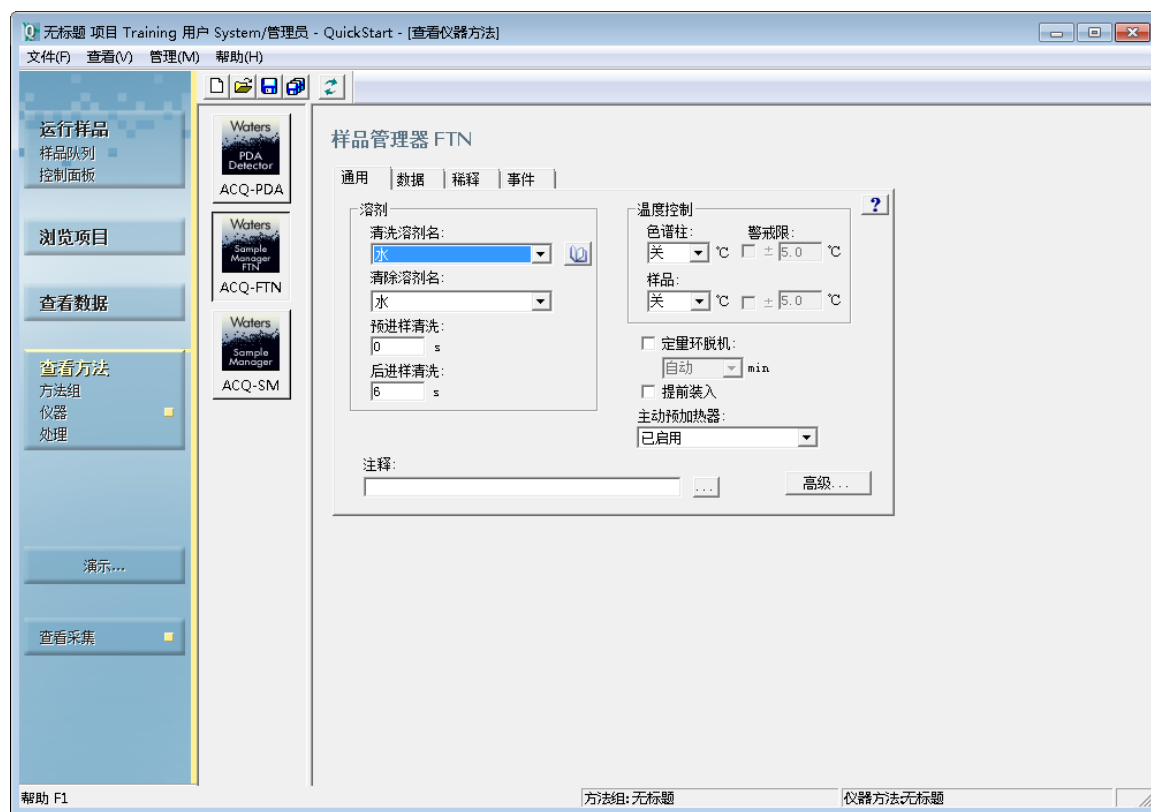 无标题 项目 Training 用户 System/管理员 - QuickStart - [查看仪器方法]
文件(F) 查看(V) 管理(M) 帮助(H)
运行样品
样品队列
控制面板
浏览项目
查看数据
查看方法
方法组
仪器
处理
演示...
查看采集
Waters
PDA
Detector
ACQ-PDA
Waters
Sample
Manager
FTN
ACQ-FTN
Waters
Sample
Manager
ACQ-SM
样品管理器 FTN
通用 数据 稀释 事件
?
溶剂
清洗溶剂名:
水
清除溶剂名:
水
预进样清洗:
0 s
后进样清洗:
6 s
温度控制
色谱柱: 警戒限:
关 ℃ ± 5.0 ℃
样品:
关 ℃ ± 5.0 ℃
定量环脱机:
自动 min
提前装入
主动预加热器:
已启用
注释:
...
高级...
帮助 F1 方法组:无标题 仪器方法:无标题